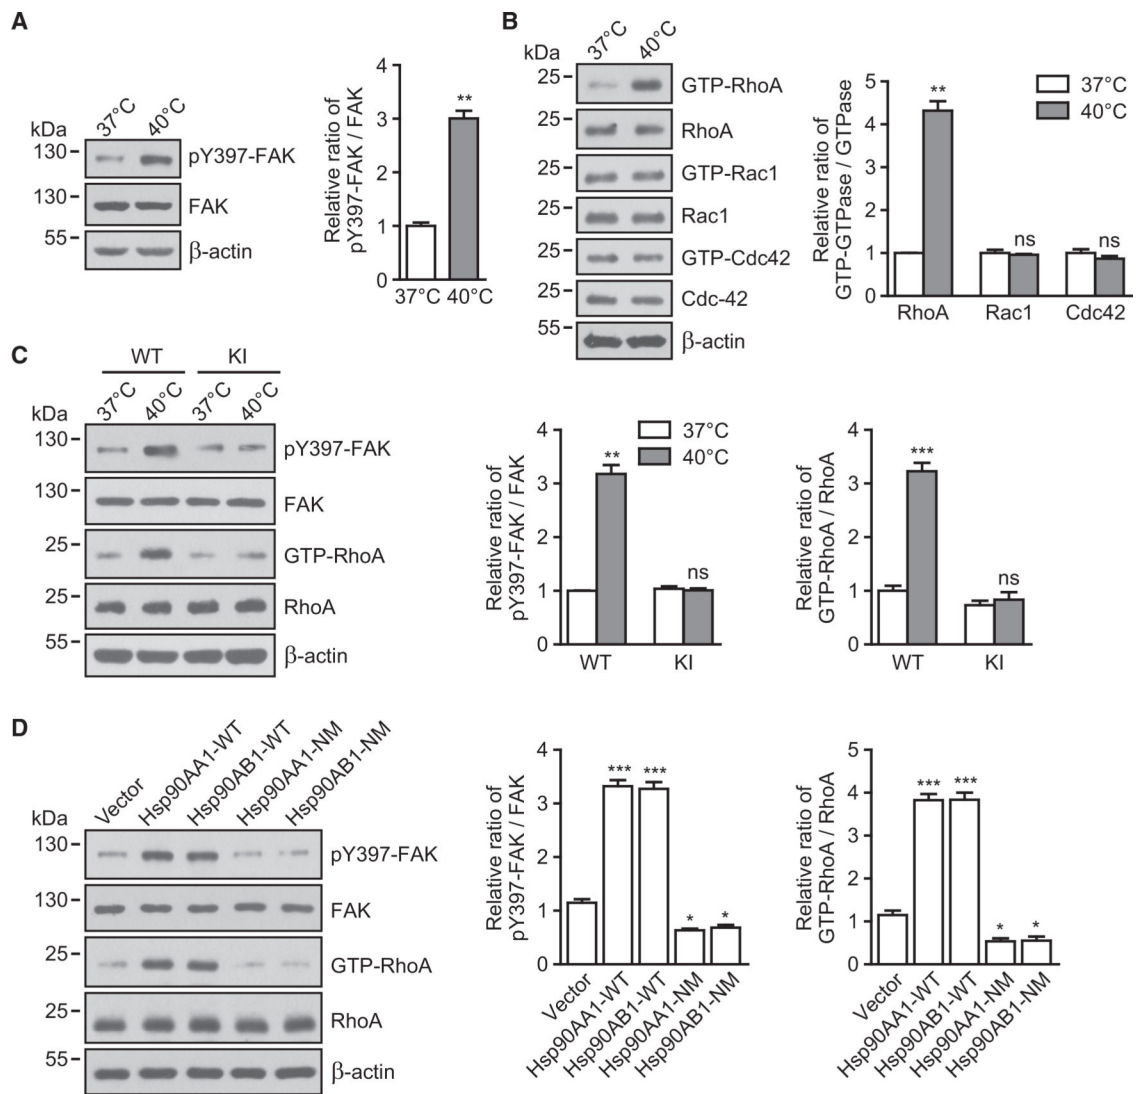 A
kDa
37°C
40°C
130
pY397-FAK
130
FAK
55
β-actin
Relative ratio of
pY397-FAK / FAK
4
3
2
1
0
**
37°C
40°C
B
kDa
37°C
40°C
25
GTP-RhoA
25
RhoA
25
GTP-Rac1
25
Rac1
25
GTP-Cdc42
25
Cdc-42
55
β-actin
Relative ratio of
GTP-GTPase / GTPase
5
4
3
2
1
0
**
ns
ns
RhoA
Rac1
Cdc42
37°C
40°C
C
WT
KI
kDa
37°C
40°C
37°C
40°C
130
pY397-FAK
130
FAK
25
GTP-RhoA
25
RhoA
55
β-actin
Relative ratio of
pY397-FAK / FAK
4
3
2
1
0
**
ns
WT
KI
37°C
40°C
Relative ratio of
GTP-RhoA / RhoA
4
3
2
1
0
***
ns
WT
KI
D
kDa
Vector
Hsp90AA1-WT
Hsp90AB1-WT
Hsp90AA1-NM
Hsp90AB1-NM
130
pY397-FAK
130
FAK
25
GTP-RhoA
25
RhoA
55
β-actin
Relative ratio of
pY397-FAK / FAK
4
3
2
1
0
***
***
*
*
Vector
Hsp90AA1-WT
Hsp90AB1-WT
Hsp90AA1-NM
Hsp90AB1-NM
Relative ratio of
GTP-RhoA / RhoA
5
4
3
2
1
0
***
***
*
*
Vector
Hsp90AA1-WT
Hsp90AB1-WT
Hsp90AA1-NM
Hsp90AB1-NM